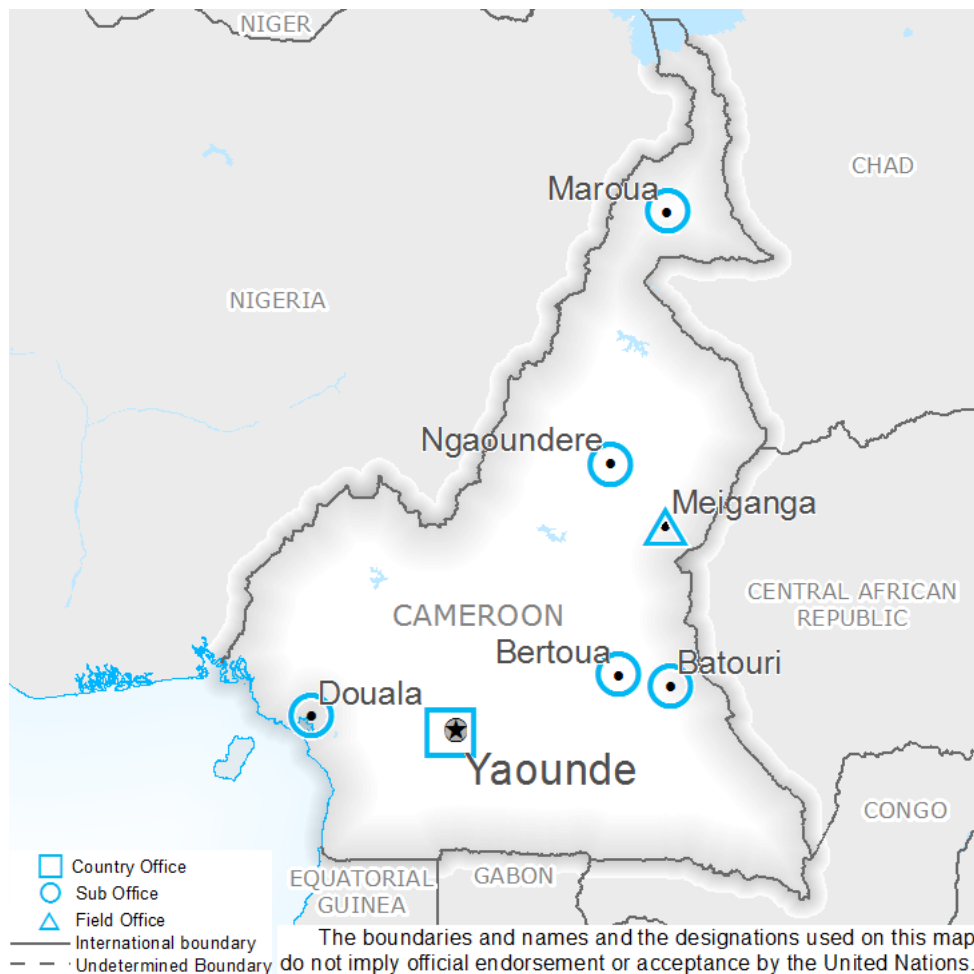 NIGER
CHAD
Maroua
NIGERIA
Ngaoundere
Meiganga
CENTRAL AFRICAN
REPUBLIC
CAMEROON
Bertoua
Batouri
Douala
Yaounde
CONGO
EQUATORIAL
GUINEA
GABON
Country Office
Sub Office
Field Office
International boundary
Undetermined Boundary
The boundaries and names and the designations used on this map
do not imply official endorsement or acceptance by the United Nations.